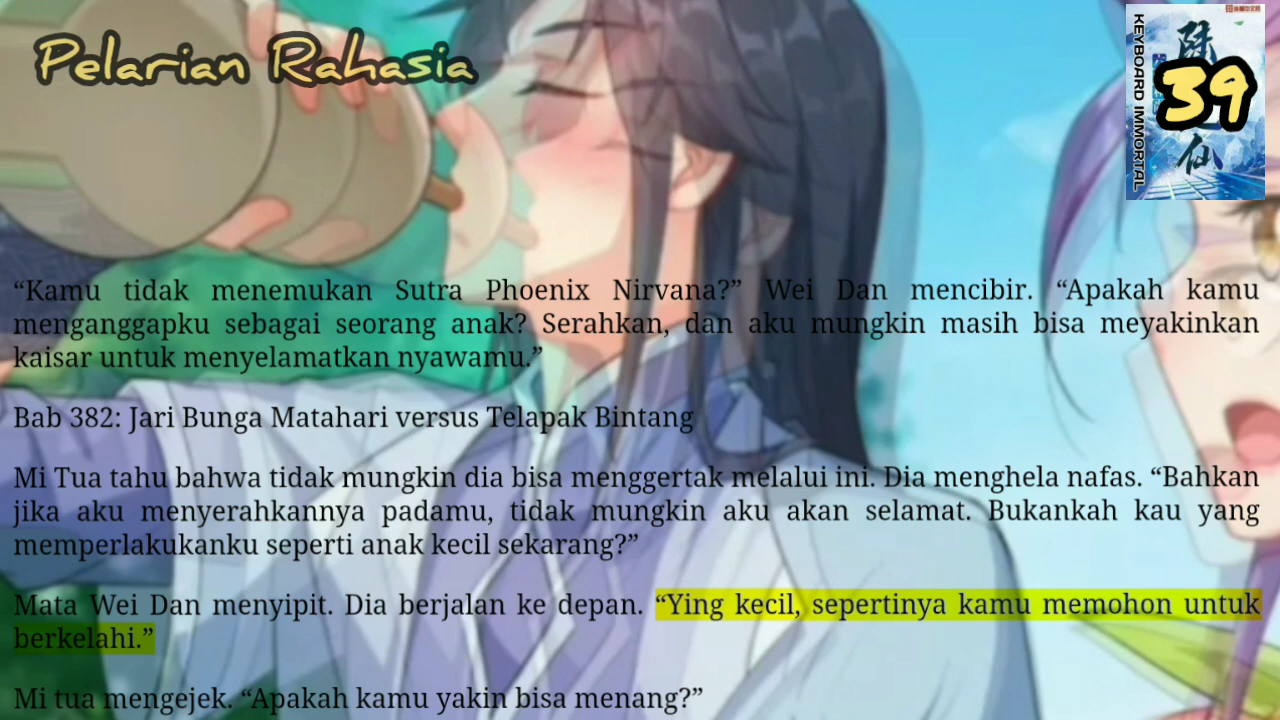 Pelarian Rahasia
KEYBOARD IMMORTAL
39
仙
“Kamu tidak menemukan Sutra Phoenix Nirvana?” Wei Dan mencibir. “Apakah kamu
menganggapku sebagai seorang anak? Serahkan, dan aku mungkin masih bisa meyakinkan
kaisar untuk menyelamatkan nyawamu.”
Bab 382: Jari Bunga Matahari versus Telapak Bintang
Mi Tua tahu bahwa tidak mungkin dia bisa menggertak melalui ini. Dia menghela nafas. “Bahkan
jika aku menyerahkannya padamu, tidak mungkin aku akan selamat. Bukankah kau yang
memperlakukanku seperti anak kecil sekarang?”
Mata Wei Dan menyipit. Dia berjalan ke depan. “Ying kecil, sepertinya kamu memohon untuk
berkelahi.”
Mi tua mengejek. “Apakah kamu yakin bisa menang?”